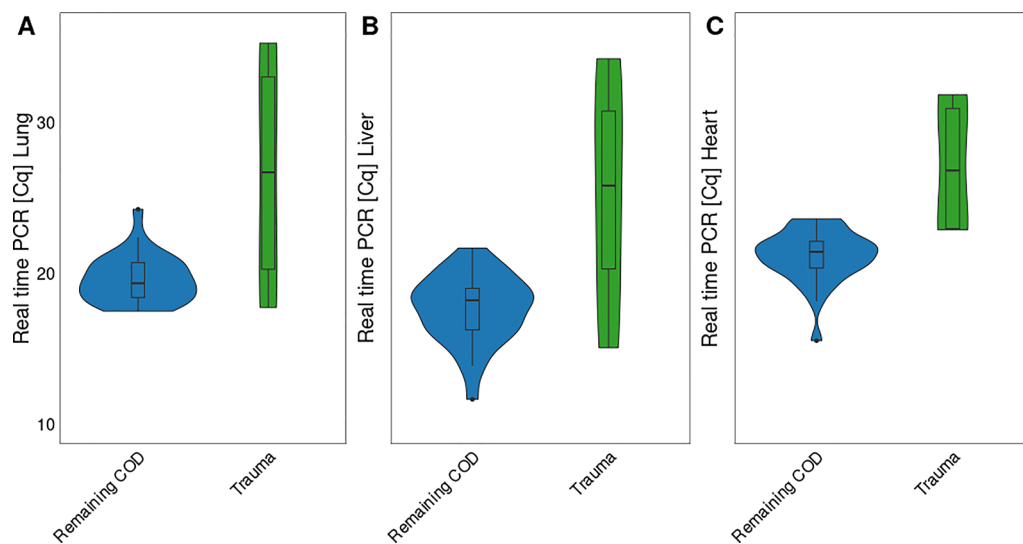 A
Real time PCR [Cq] Lung
30
20
10
Remaining COD
Trauma
B
Real time PCR [Cq] Liver
Remaining COD
Trauma
C
Real time PCR [Cq] Heart
Remaining COD
Trauma